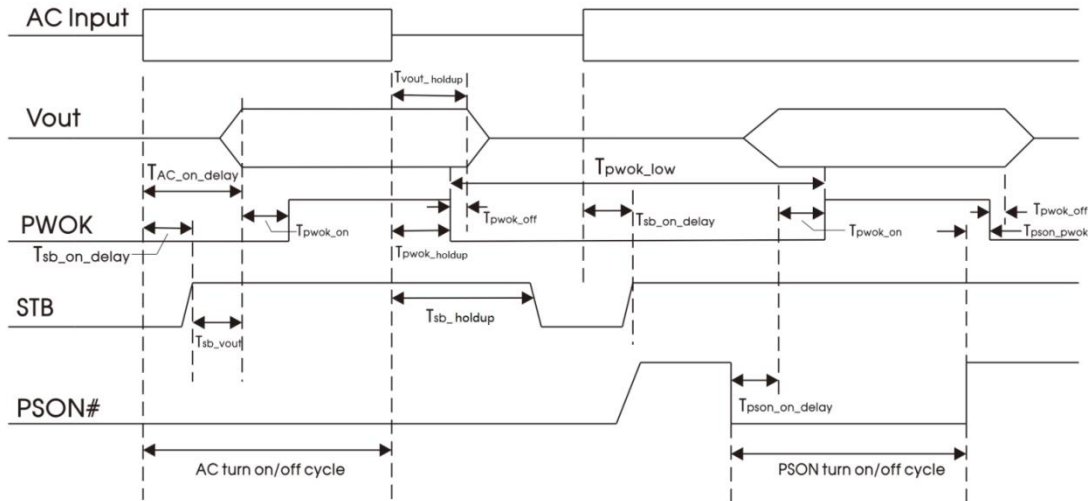 AC Input
Tvout_holdup
Vout
TAC_on_delay
Tpwok_low
PWOK
Tpwok_on
Tpwok_off
Tsb_on_delay
Tpwok_on
Tpwok_off
Tsb_on_delay
Tpwok_holdup
Tpson_pwok
STB
Tsb_vout
Tsb_holdup
PSON#
Tpson_on_delay
AC turn on/off cycle
PSON turn on/off cycle